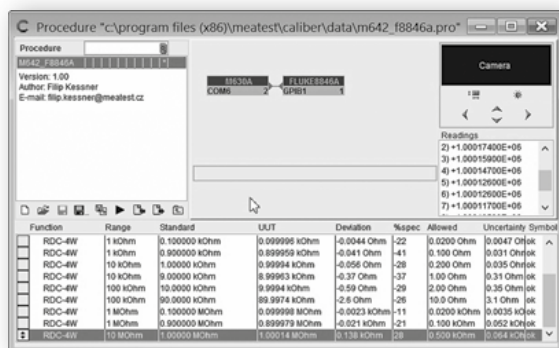 Procedure "c:\program files (x86)\meatest\caliber\data\m642_f8846a.pro"
Procedure
M642_F8846A
Version: 1.00
Author: Filip Kessner
E-mail: filip.kessner@meatest.cz
M630A FLUKE8846A
COM6 2 GPIB1 1
Camera
Readings
2) +1.00017400E+06
3) +1.00015900E+06
4) +1.00014700E+06
5) +1.00012600E+06
6) +1.00012600E+06
7) +1.00011700E+06
Function Range Standard UUT Deviation %spec Allowed Uncertainty Symbol
RDC-4W 1 kOhm 0.100000 kOhm 0.099996 kOhm -0.0044 Ohm -22 0.0200 Ohm 0.0047 Ohm ok
RDC-4W 1 kOhm 0.900000 kOhm 0.899959 kOhm -0.041 Ohm -41 0.100 Ohm 0.031 Ohm ok
RDC-4W 10 kOhm 1.00000 kOhm 0.99994 kOhm -0.056 Ohm -28 0.200 Ohm 0.035 Ohm ok
RDC-4W 10 kOhm 9.00000 kOhm 8.99963 kOhm -0.37 Ohm -37 1.00 Ohm 0.31 Ohm ok
RDC-4W 100 kOhm 10.0000 kOhm 9.9994 kOhm -0.59 Ohm -29 2.00 Ohm 0.35 Ohm ok
RDC-4W 100 kOhm 90.0000 kOhm 89.9974 kOhm -2.6 Ohm -26 10.0 Ohm 3.1 Ohm ok
RDC-4W 1 MOhm 0.100000 MOhm 0.099998 MOhm -0.0023 kOhm -11 0.0200 kOhm 0.0035 kO ok
RDC-4W 1 MOhm 0.900000 MOhm 0.899979 MOhm -0.021 kOhm -21 0.100 kOhm 0.052 kOh ok
RDC-4W 10 MOhm 1.00000 MOhm 1.00014 MOhm 0.138 kOhm 28 0.500 kOhm 0.064 kOh ok